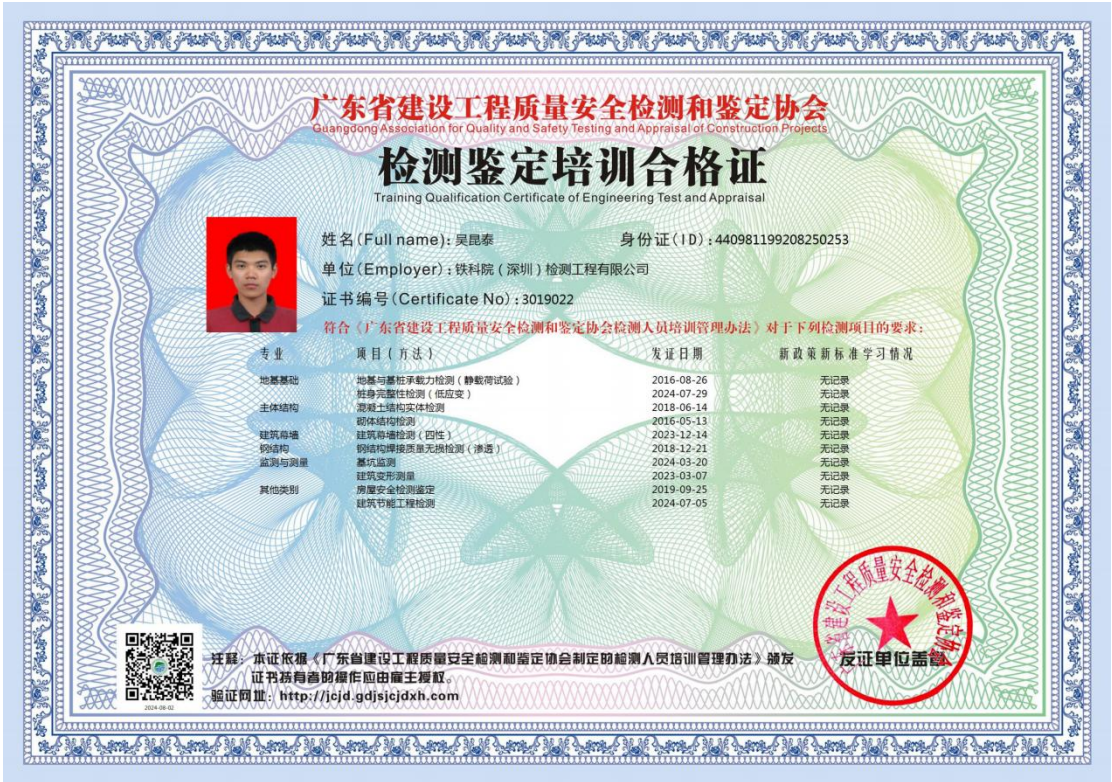 广东省建设工程质量安全检测和鉴定协会
Guangdong Association for Quality and Safety Testing and Appraisal of Construction Projects
检测鉴定培训合格证
Training Qualification Certificate of Engineering Test and Appraisal
姓名(Full name): 吴昆泰 身份证(ID): 440981199208250253
单位(Employer): 铁科院(深圳)检测工程有限公司
证书编号(Certificate No): 3019022
符合《广东省建设工程质量安全检测和鉴定协会检测人员培训管理办法》对于下列检测项目的要求:
专业 项目(方法) 发证日期 新政策新标准学习情况
地基基础 地基与基桩承载力检测(静载荷试验) 2016-08-26 无记录
桩身完整性检测(低应变) 2024-07-29 无记录
主体结构 混凝土结构实体检测 2018-06-14 无记录
砌体结构检测 2016-05-13 无记录
建筑幕墙 建筑幕墙检测(四性) 2023-12-14 无记录
钢结构 钢结构焊接质量无损检测(渗透) 2018-12-21 无记录
监测与测量 基坑监测 2024-03-20 无记录
建筑变形测量 2023-03-07 无记录
其他类别 房屋安全检测鉴定 2019-09-25 无记录
建筑节能工程检测 2024-07-05 无记录
广东省建设工程质量安全检测和鉴定协会
注释: 本证依据《广东省建设工程质量安全检测和鉴定协会制定的检测人员培训管理办法》颁发
证书持有者的操作应由雇主授权。
验证网址: http://jcjd.gdjsjcjdxh.com
发证单位盖章
2024-08-02